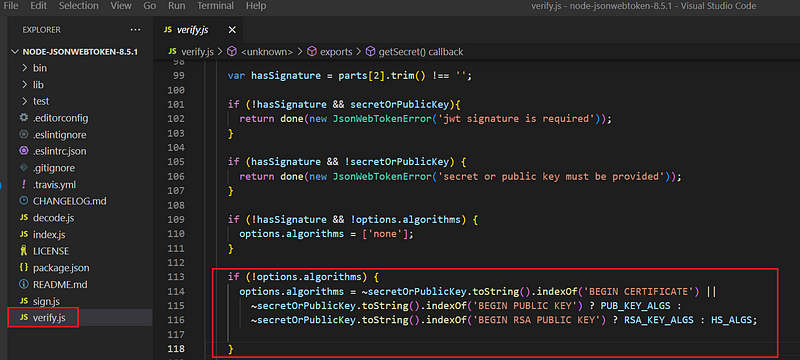 File Edit Selection View Go Run Terminal Help verify.js - node-jsonwebtoken-8.5.1 - Visual Studio Code
EXPLORER ···
NODE-JSONWEBTOKEN-8.5.1
bin
lib
test
.editorconfig
.eslintignore
.eslintrc.json
.gitignore
.travis.yml
CHANGELOG.md
JS decode.js
JS index.js
LICENSE
package.json
README.md
JS sign.js
JS verify.js
JS verify.js ×
JS verify.js > <unknown> > exports > getSecret() callback
98
99 var hasSignature = parts[2].trim() !== '';
100
101 if (!hasSignature && secretOrPublicKey){
102 return done(new JsonWebTokenError('jwt signature is required'));
103 }
104
105 if (hasSignature && !secretOrPublicKey) {
106 return done(new JsonWebTokenError('secret or public key must be provided'));
107 }
108
109 if (!hasSignature && !options.algorithms) {
110 options.algorithms = ['none'];
111 }
112
113 if (!options.algorithms) {
114 options.algorithms = ~secretOrPublicKey.toString().indexOf('BEGIN CERTIFICATE') ||
115 ~secretOrPublicKey.toString().indexOf('BEGIN PUBLIC KEY') ? PUB_KEY_ALGS :
116 ~secretOrPublicKey.toString().indexOf('BEGIN RSA PUBLIC KEY') ? RSA_KEY_ALGS : HS_ALGS;
117
118 }